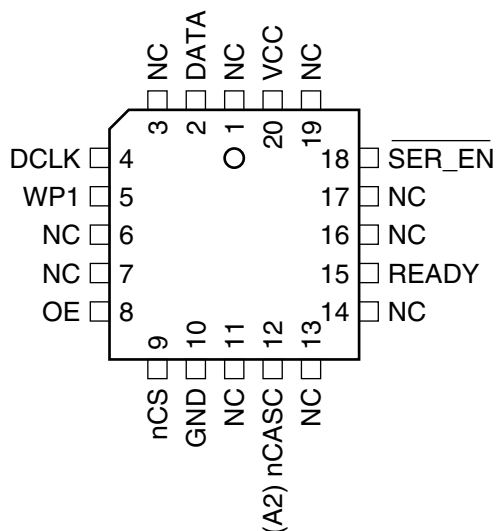 NC
DATA
NC
VCC
NC
3
2
1
20
19
DCLK 4
WP1 5
NC 6
NC 7
OE 8
18 SER_EN
17 NC
16 NC
15 READY
14 NC
9
10
11
12
13
nCS
GND
NC
(A2) nCASC
NC